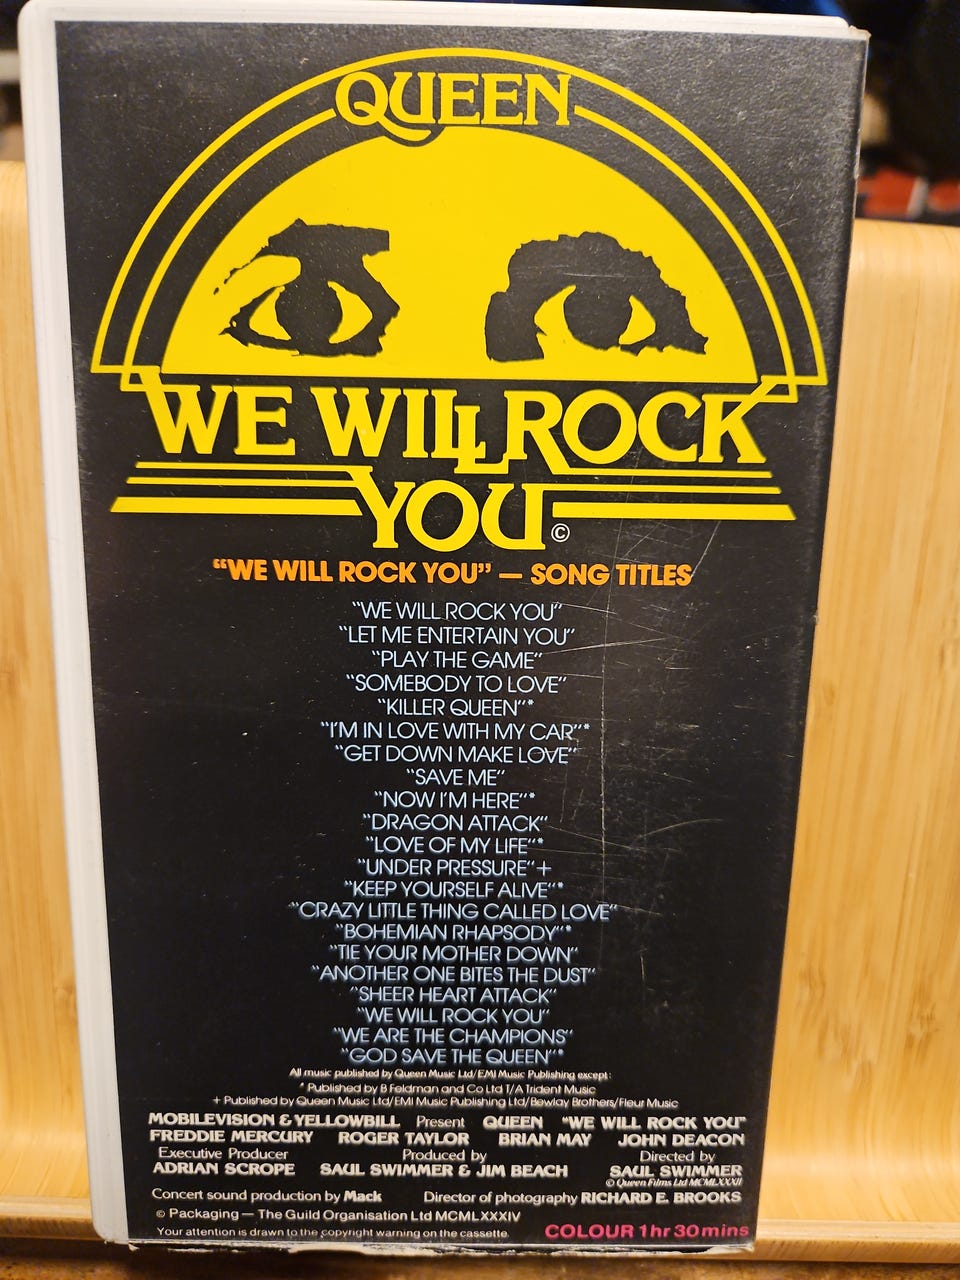 QUEEN
WE WILL ROCK
YOU ©
“WE WILL ROCK YOU” — SONG TITLES
“WE WILL ROCK YOU”
“LET ME ENTERTAIN YOU”
“PLAY THE GAME”
“SOMEBODY TO LOVE”
“KILLER QUEEN”*
“I'M IN LOVE WITH MY CAR”*
“GET DOWN MAKE LOVE”
“SAVE ME”
“NOW I'M HERE”*
“DRAGON ATTACK”
“LOVE OF MY LIFE”*
“UNDER PRESSURE”+
“KEEP YOURSELF ALIVE”*
“CRAZY LITTLE THING CALLED LOVE”
“BOHEMIAN RHAPSODY”*
“TIE YOUR MOTHER DOWN”
“ANOTHER ONE BITES THE DUST”
“SHEER HEART ATTACK”
“WE WILL ROCK YOU”
“WE ARE THE CHAMPIONS”
“GOD SAVE THE QUEEN”*
All music published by Queen Music Ltd/EMI Music Publishing except:
* Published by B Feldman and Co Ltd T/A Trident Music
+ Published by Queen Music Ltd/EMI Music Publishing Ltd/Bewlay Brothers/Fleur Music
MOBILEVISION & YELLOWBILL Present QUEEN “WE WILL ROCK YOU”
FREDDIE MERCURY ROGER TAYLOR BRIAN MAY JOHN DEACON
Executive Producer Produced by Directed by
ADRIAN SCROPE SAUL SWIMMER & JIM BEACH SAUL SWIMMER
© Queen Films Ltd MCMLXXXII
Concert sound production by Mack Director of photography RICHARD E. BROOKS
© Packaging — The Guild Organisation Ltd MCMLXXXIV
Your attention is drawn to the copyright warning on the cassette. COLOUR 1hr 30mins